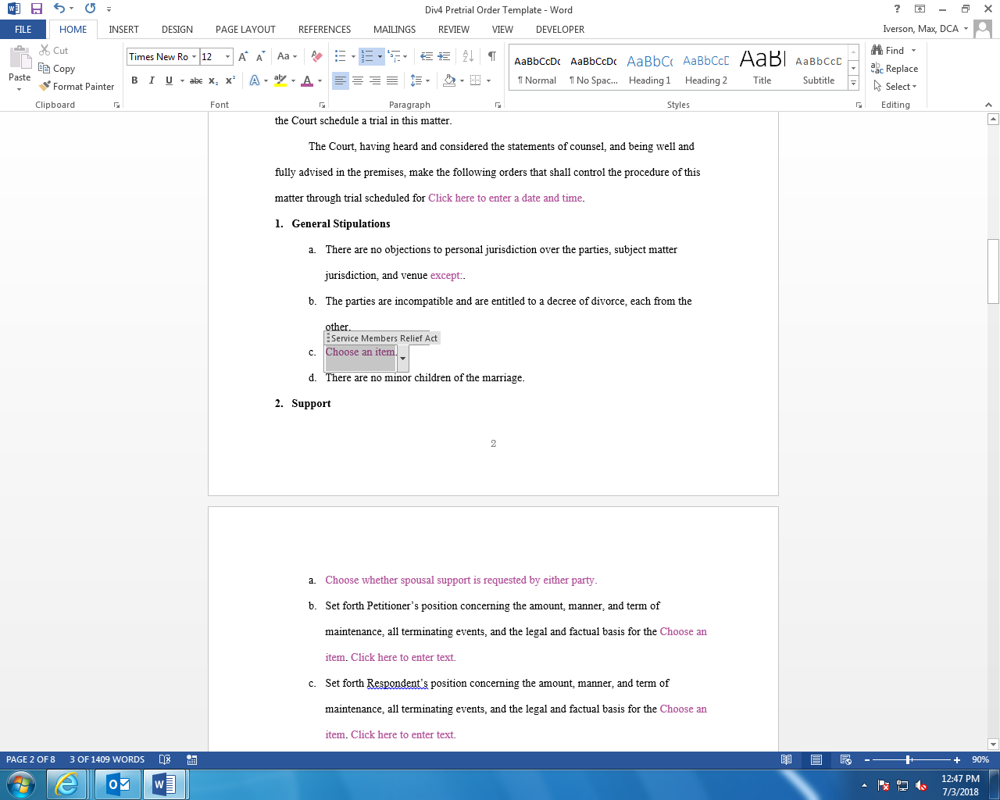 Div4 Pretrial Order Template - Word
FILE HOME INSERT DESIGN PAGE LAYOUT REFERENCES MAILINGS REVIEW VIEW DEVELOPER Iverson, Max, DCA
Cut
Copy
Format Painter
Paste
Clipboard
Times New Ro 12
Font
Paragraph
AaBbCcDc AaBbCcDc AaBbCc AaBbCcD AaB AaBbCcD
¶ Normal ¶ No Spac... Heading 1 Heading 2 Title Subtitle
Styles
Find
Replace
Select
Editing
the Court schedule a trial in this matter.
The Court, having heard and considered the statements of counsel, and being well and
fully advised in the premises, make the following orders that shall control the procedure of this
matter through trial scheduled for Click here to enter a date and time.
1. General Stipulations
a. There are no objections to personal jurisdiction over the parties, subject matter
jurisdiction, and venue except:.
b. The parties are incompatible and are entitled to a decree of divorce, each from the
other.
Service Members Relief Act
c. Choose an item.
d. There are no minor children of the marriage.
2. Support
2
a. Choose whether spousal support is requested by either party.
b. Set forth Petitioner’s position concerning the amount, manner, and term of
maintenance, all terminating events, and the legal and factual basis for the Choose an
item. Click here to enter text.
c. Set forth Respondent’s position concerning the amount, manner, and term of
maintenance, all terminating events, and the legal and factual basis for the Choose an
item. Click here to enter text.
PAGE 2 OF 8 3 OF 1409 WORDS 90%
12:47 PM
7/3/2018